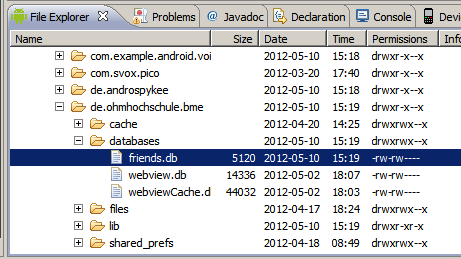 File Explorer Problems @ Javadoc Declaration Console Devi
Name Size Date Time Permissions Info
com.example.android.voi 2012-05-10 15:18 drwxr-x--x
com.svox.pico 2012-03-20 17:40 drwxr-x--x
de.androspykee 2012-05-10 15:18 drwxr-x--x
de.ohmhochschule.bme 2012-05-10 15:19 drwxr-x--x
cache 2012-04-20 14:25 drwxrwx--x
databases 2012-05-10 15:19 drwxrwx--x
friends.db 5120 2012-05-10 15:19 -rw-rw----
webview.db 14336 2012-05-02 18:07 -rw-rw----
webviewCache.d 44032 2012-05-02 18:03 -rw-rw----
files 2012-04-17 18:24 drwxrwx--x
lib 2012-05-10 15:19 drwxr-xr-x
shared_prefs 2012-04-18 08:49 drwxrwx--x